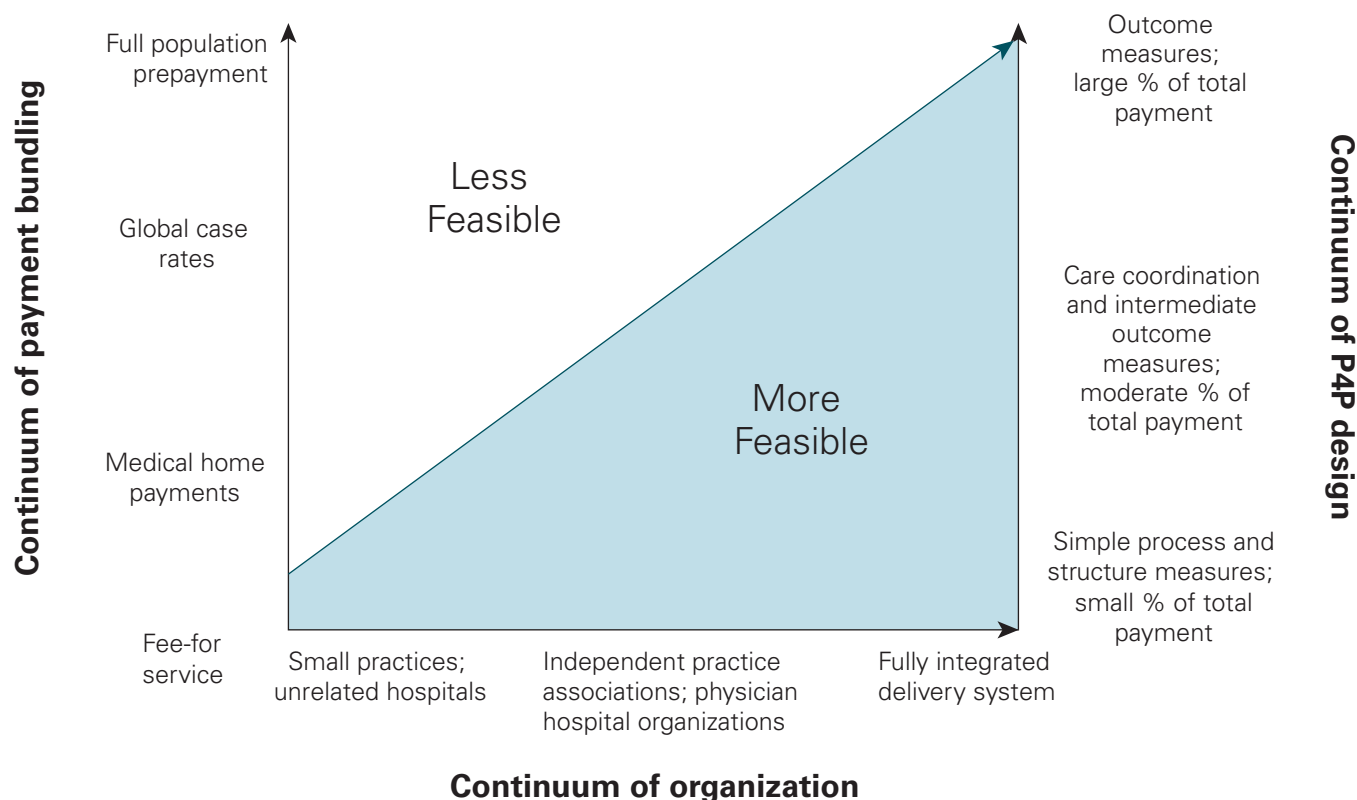 Continuum of payment bundling
Full population
prepayment
Global case
rates
Medical home
payments
Fee-for
service
Less
Feasible
More
Feasible
Outcome
measures;
large % of total
payment
Care coordination
and intermediate
outcome
measures;
moderate % of
total payment
Simple process and
structure measures;
small % of total
payment
Continuum of P4P design
Small practices;
unrelated hospitals
Independent practice
associations; physician
hospital organizations
Fully integrated
delivery system
Continuum of organization